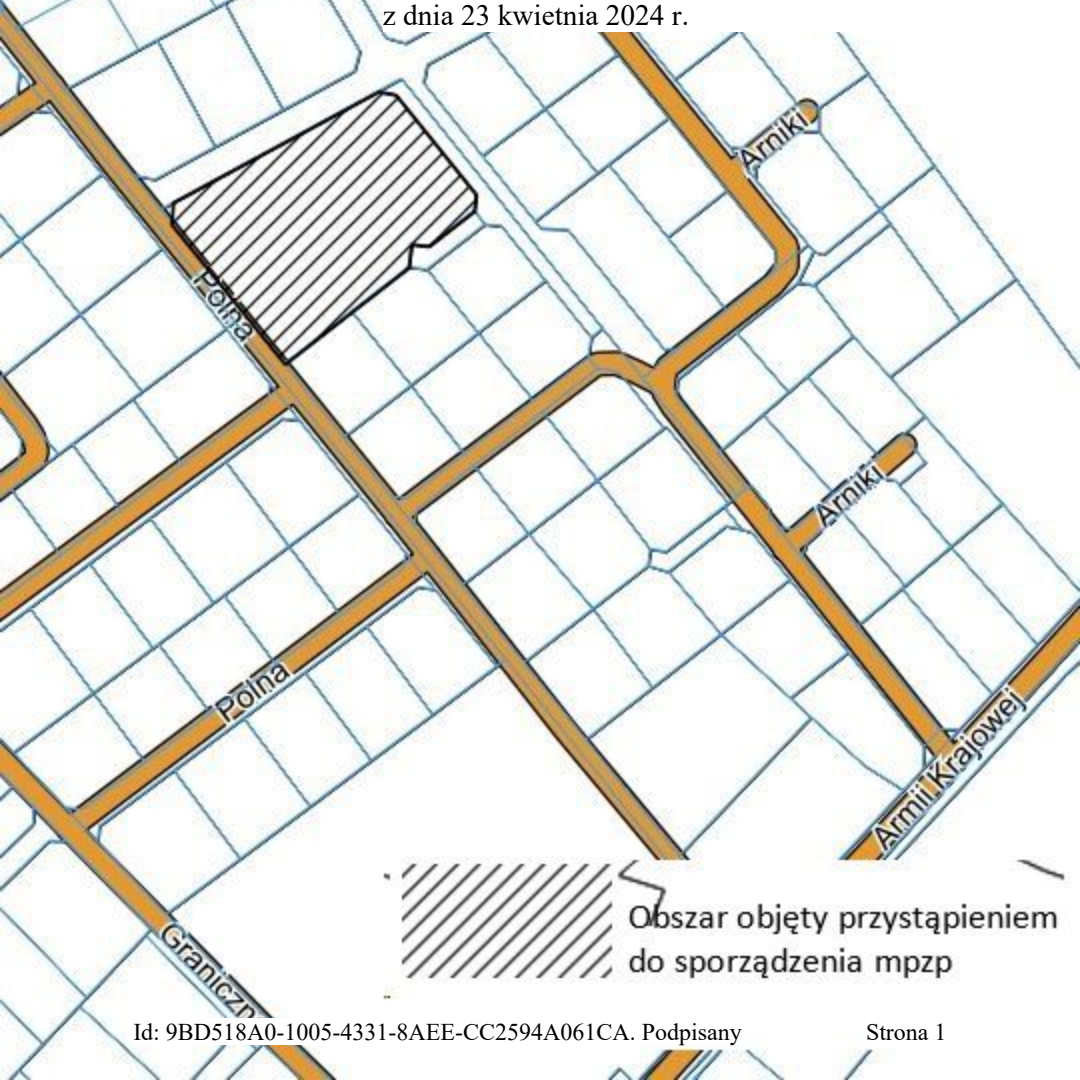 z dnia 23 kwietnia 2024 r.
Arniki
Polna
Arniki
Polna
Armii Krajowej
Obszar objęty przystąpieniem
do sporządzenia mpzp
Graniczn
Id: 9BD518A0-1005-4331-8AEE-CC2594A061CA. Podpisany Strona 1